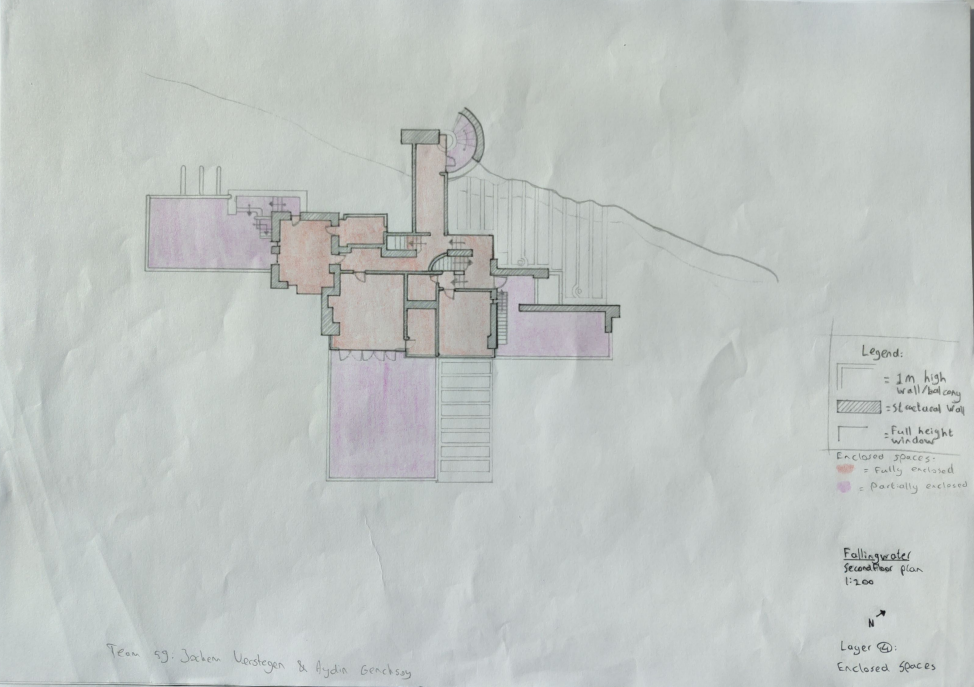 Legend:
= 1m high
wall/balcony
= Structural Wall
= Full height
window
Enclosed spaces:
= Fully enclosed
= Partially enclosed
Fallingwater
Second floor plan
1:200
N
Layer 4:
Enclosed Spaces
Team 59: Jochem Verstegen & Aydin